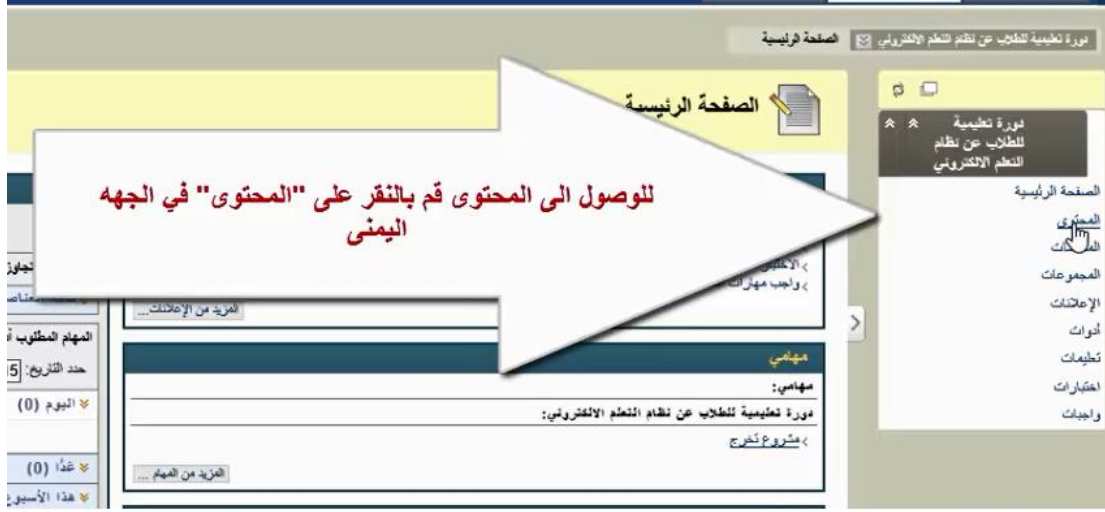 دورة تعليمية للطلاب عن نظام التعلم الالكتروني الصفحة الرئيسية
دورة تعليمية
للطلاب عن نظام
التعلم الالكتروني
الصفحة الرئيسية
المحتوى
المجموعات
الإعلانات
أدوات
تعليمات
اختبارات
واجبات
الصفحة الرئيسية
للوصول الى المحتوى قم بالنقر على "المحتوى" في الجهه
اليمنى
واجب مهارات
المزيد من الإعلانات...
مهامي
مهامي:
دورة تعليمية للطلاب عن نظام التعلم الالكتروني:
مشروع تخرج
المزيد من المهام ...
المهام المطلوب
حدد التاريخ:
اليوم (0)
غدًا (0)
هذا الأسبوع